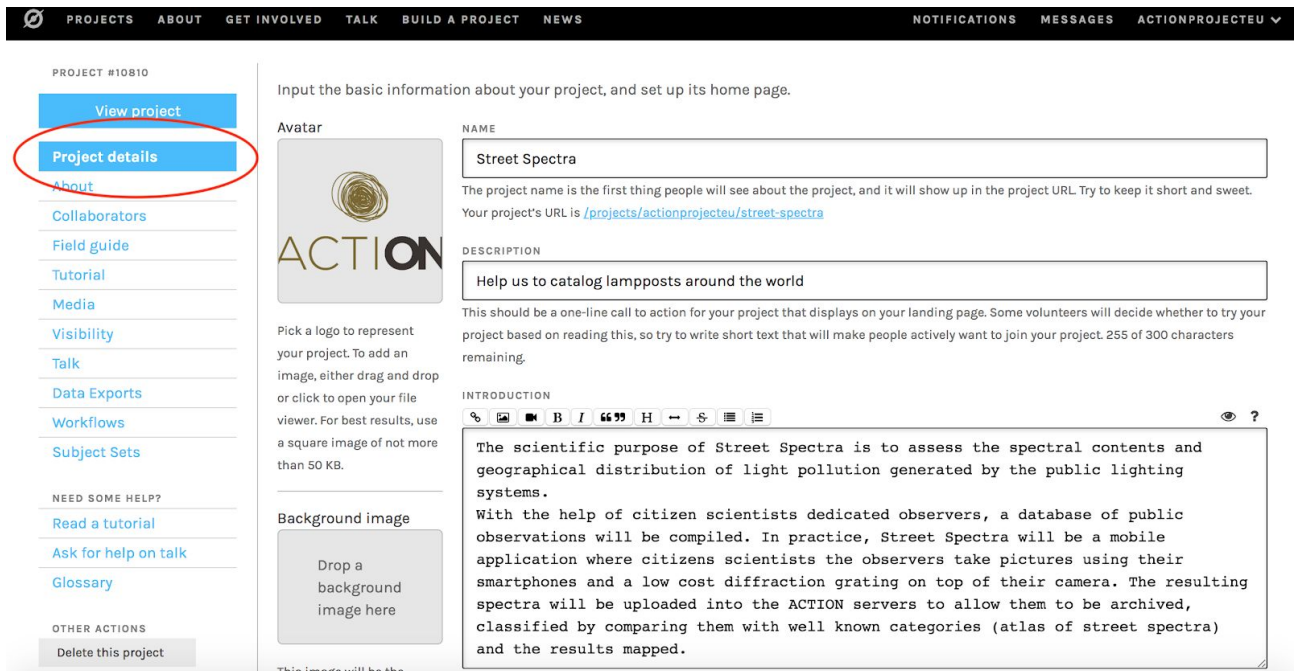 PROJECTS ABOUT GET INVOLVED TALK BUILD A PROJECT NEWS NOTIFICATIONS MESSAGES ACTIONPROJECTEU
PROJECT #10810
View project
Project details
About
Collaborators
Field guide
Tutorial
Media
Visibility
Talk
Data Exports
Workflows
Subject Sets
NEED SOME HELP?
Read a tutorial
Ask for help on talk
Glossary
OTHER ACTIONS
Delete this project
Input the basic information about your project, and set up its home page.
Avatar
ACTION
Pick a logo to represent
your project. To add an
image, either drag and drop
or click to open your file
viewer. For best results, use
a square image of not more
than 50 KB.
Background image
Drop a
background
image here
This image will be the
NAME
Street Spectra
The project name is the first thing people will see about the project, and it will show up in the project URL. Try to keep it short and sweet.
Your project's URL is /projects/actionprojecteu/street-spectra
DESCRIPTION
Help us to catalog lampposts around the world
This should be a one-line call to action for your project that displays on your landing page. Some volunteers will decide whether to try your
project based on reading this, so try to write short text that will make people actively want to join your project. 255 of 300 characters
remaining.
INTRODUCTION
B I ❝❞ H S ?
The scientific purpose of Street Spectra is to assess the spectral contents and
geographical distribution of light pollution generated by the public lighting
systems.
With the help of citizen scientists dedicated observers, a database of public
observations will be compiled. In practice, Street Spectra will be a mobile
application where citizens scientists the observers take pictures using their
smartphones and a low cost diffraction grating on top of their camera. The resulting
spectra will be uploaded into the ACTION servers to allow them to be archived,
classified by comparing them with well known categories (atlas of street spectra)
and the results mapped.